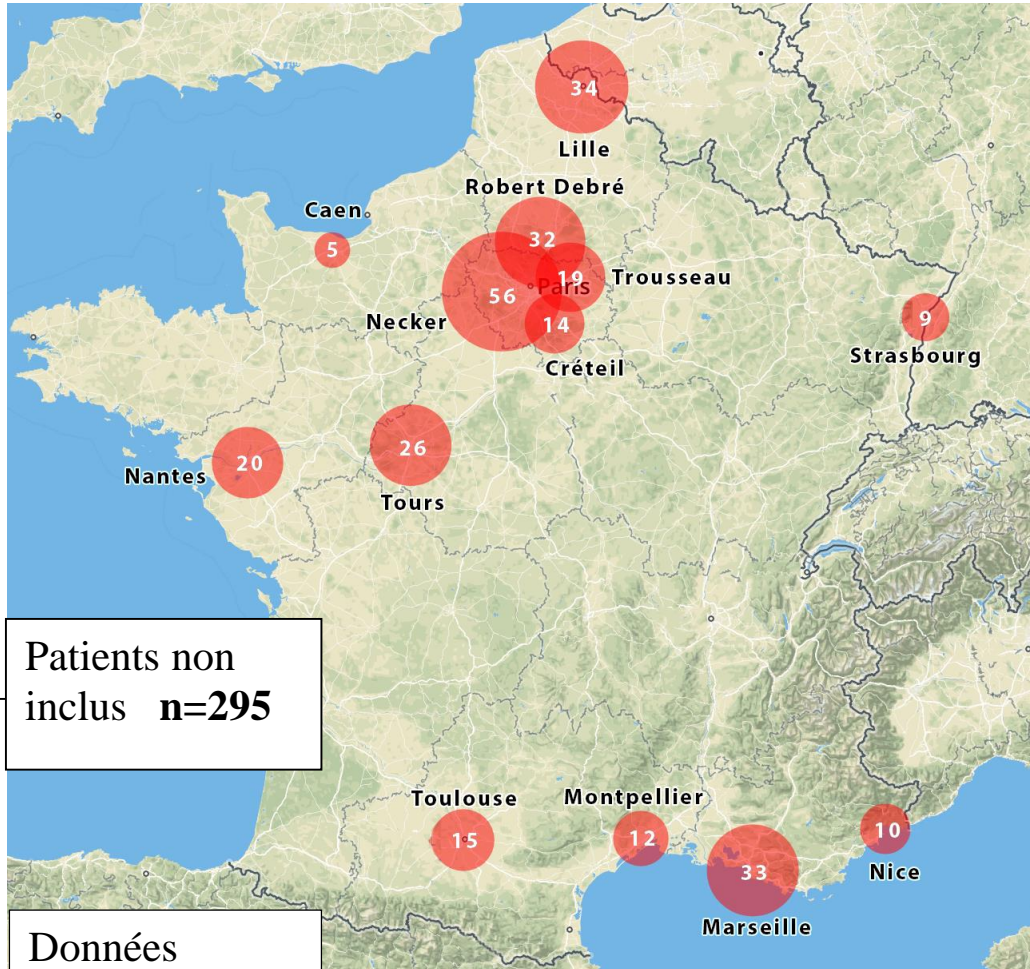 34
Lille
Robert Debré
Caen
32
5
19
Trousseau
Paris
56
Necker
14
9
Créteil
Strasbourg
26
20
Nantes
Tours
Patients non
inclus n=295
Toulouse
Montpellier
15
12
10
33
Nice
Marseille
Données